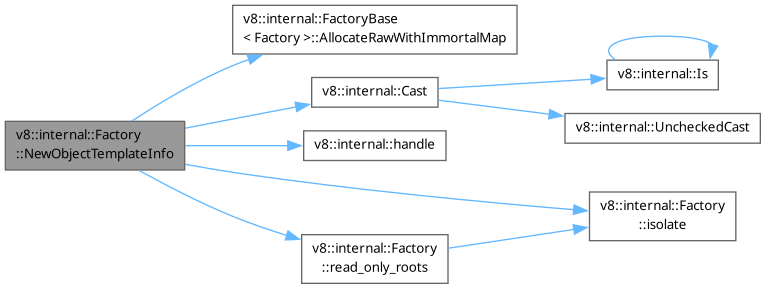 v8::internal::FactoryBase
< Factory >::AllocateRawWithImmortalMap
v8::internal::Is
v8::internal::Cast
v8::internal::UncheckedCast
v8::internal::Factory
::NewObjectTemplateInfo
v8::internal::handle
v8::internal::Factory
::isolate
v8::internal::Factory
::read_only_roots